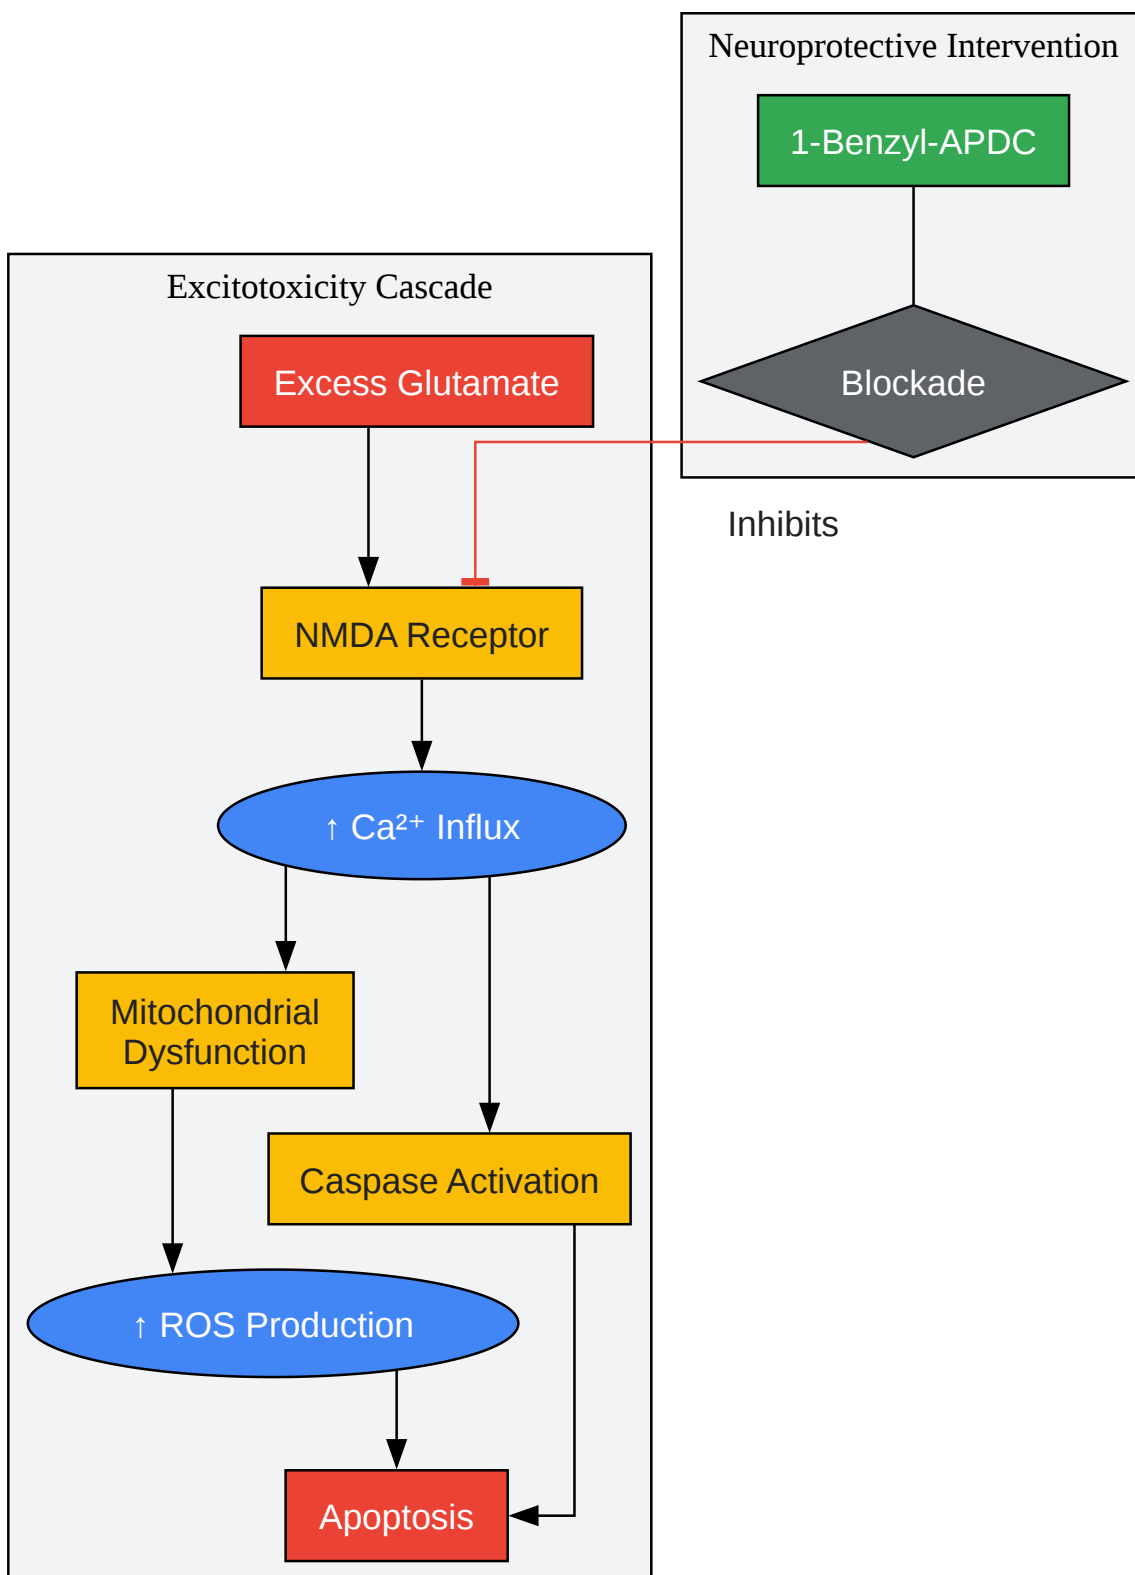 Neuroprotective Intervention
1-Benzyl-APDC
Blockade
Inhibits
Excitotoxicity Cascade
Excess Glutamate
NMDA Receptor
↑ Ca²⁺ Influx
Mitochondrial
Dysfunction
Caspase Activation
↑ ROS Production
Apoptosis